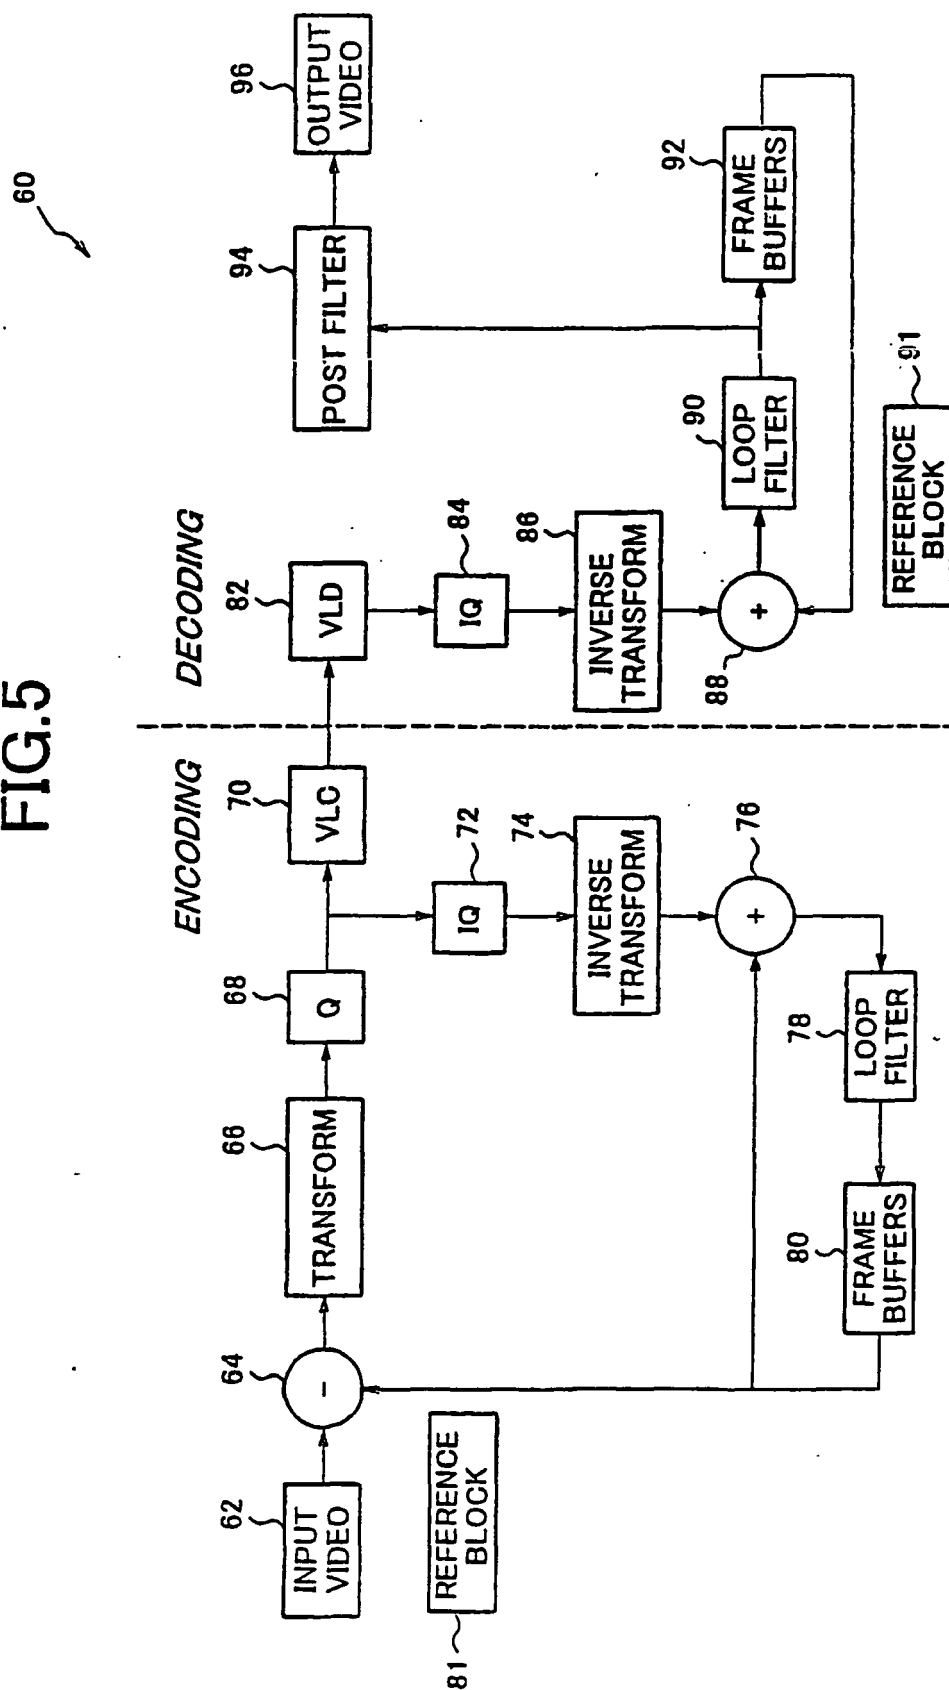 FIG.5
60
ENCODING
DECODING
62
INPUT
VIDEO
64
-
66
TRANSFORM
68
Q
70
VLC
82
VLD
94
POST FILTER
96
OUTPUT
VIDEO
72
IQ
84
IQ
74
INVERSE
TRANSFORM
86
INVERSE
TRANSFORM
76
+
88
+
90
LOOP
FILTER
92
FRAME
BUFFERS
78
LOOP
FILTER
80
FRAME
BUFFERS
81
REFERENCE
BLOCK
91
REFERENCE
BLOCK